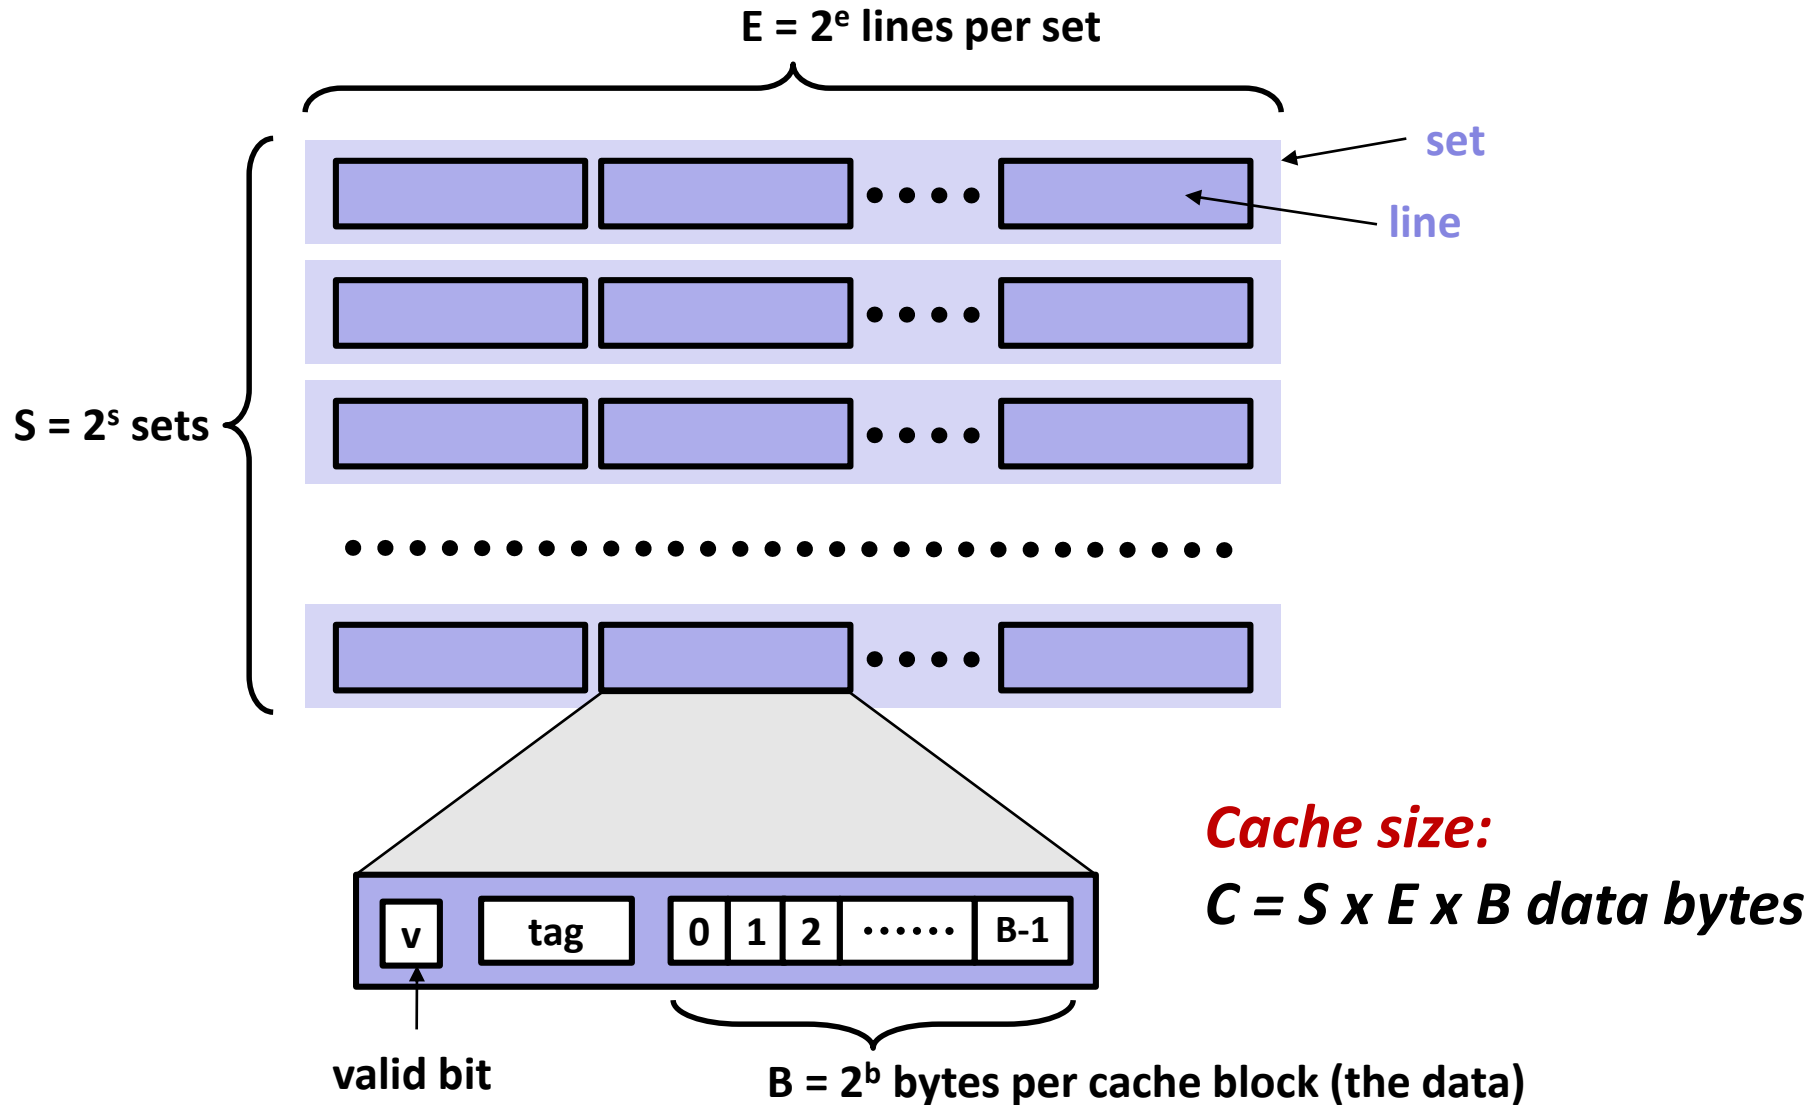 E = 2ᵉ lines per set
set
line
S = 2ˢ sets
Cache size:
C = S x E x B data bytes
v
tag
0 1 2 •••••• B-1
valid bit
B = 2ᵇ bytes per cache block (the data)